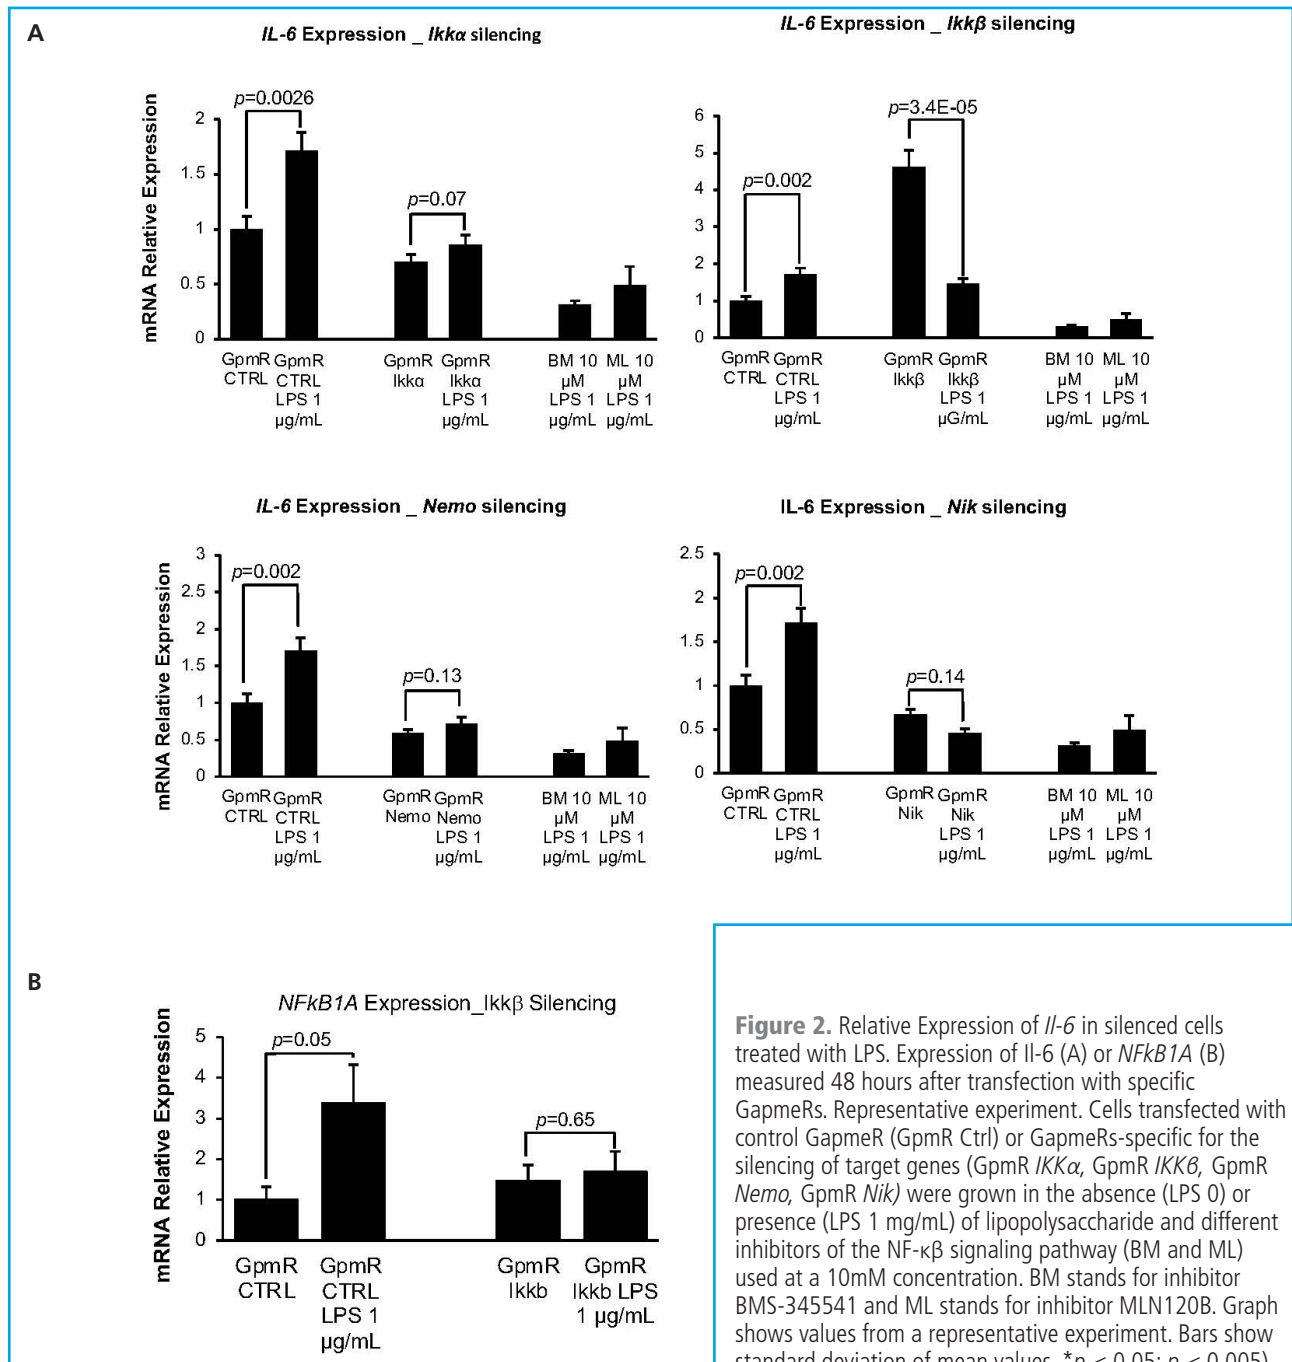 A
IL-6 Expression _ Ikkα silencing
mRNA Relative Expression
2
1.5
1
0.5
0
p=0.0026
p=0.07
GpmR CTRL
GpmR CTRL LPS 1 µg/mL
GpmR Ikkα
GpmR Ikkα LPS 1 µg/mL
BM 10 µM LPS 1 µg/mL
ML 10 µM LPS 1 µg/mL
IL-6 Expression _ Ikkβ silencing
6
5
4
3
2
1
0
p=0.002
p=3.4E-05
GpmR CTRL
GpmR CTRL LPS 1 µg/mL
GpmR Ikkβ
GpmR Ikkβ LPS 1 µG/mL
BM 10 µM LPS 1 µg/mL
ML 10 µM LPS 1 µg/mL
IL-6 Expression _ Nemo silencing
mRNA Relative Expression
3
2.5
2
1.5
1
0.5
0
p=0.002
p=0.13
GpmR CTRL
GpmR CTRL LPS 1 µg/mL
GpmR Nemo
GpmR Nemo LPS 1 µg/mL
BM 10 µM LPS 1 µg/mL
ML 10 µM LPS 1 µg/mL
IL-6 Expression _ Nik silencing
2.5
2
1.5
1
0.5
0
p=0.002
p=0.14
GpmR CTRL
GpmR CTRL LPS 1 µg/mL
GpmR Nik
GpmR Nik LPS 1 µg/mL
BM 10 µM LPS 1 µg/mL
ML 10 µM LPS 1 µg/mL
B
NFkB1A Expression_Ikkβ Silencing
mRNA Relative Expression
5
4
3
2
1
0
p=0.05
p=0.65
GpmR CTRL
GpmR CTRL LPS 1 µg/mL
GpmR Ikkb
GpmR Ikkb LPS 1 µg/mL
Figure 2. Relative Expression of Il-6 in silenced cells
treated with LPS. Expression of Il-6 (A) or NFkB1A (B)
measured 48 hours after transfection with specific
GapmeRs. Representative experiment. Cells transfected with
control GapmeR (GpmR Ctrl) or GapmeRs-specific for the
silencing of target genes (GpmR IKKα, GpmR IKKβ, GpmR
Nemo, GpmR Nik) were grown in the absence (LPS 0) or
presence (LPS 1 mg/mL) of lipopolysaccharide and different
inhibitors of the NF-κβ signaling pathway (BM and ML)
used at a 10mM concentration. BM stands for inhibitor
BMS-345541 and ML stands for inhibitor MLN120B. Graph
shows values from a representative experiment. Bars show
standard deviation of mean values. *p < 0.05; p < 0.005)